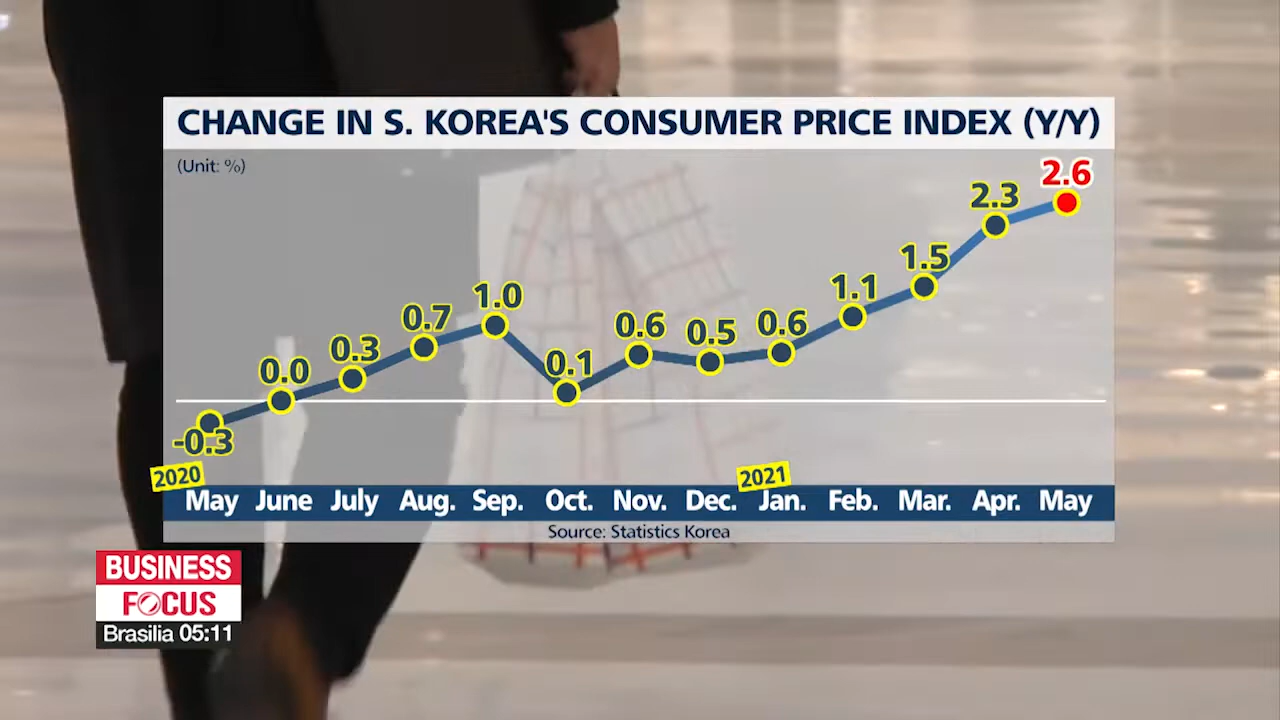 CHANGE IN S. KOREA'S CONSUMER PRICE INDEX (Y/Y)
(Unit: %)
-0.3
0.0
0.3
0.7
1.0
0.1
0.6
0.5
0.6
1.1
1.5
2.3
2.6
2020
2021
May June July Aug. Sep. Oct. Nov. Dec. Jan. Feb. Mar. Apr. May
Source: Statistics Korea
BUSINESS
FOCUS
Brasilia 05:11